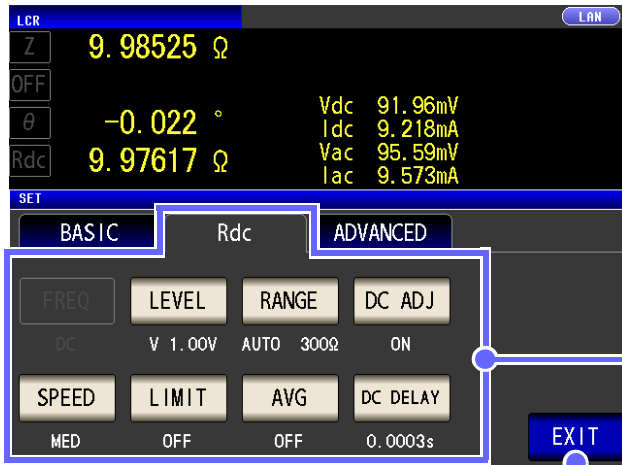 LCR LAN
Z 9.98525 Ω
OFF
θ -0.022 °
Rdc 9.97617 Ω
Vdc 91.96mV
Idc 9.218mA
Vac 95.59mV
Iac 9.573mA
SET
BASIC Rdc ADVANCED
FREQ LEVEL RANGE DC ADJ
DC V 1.00V AUTO 300Ω ON
SPEED LIMIT AVG DC DELAY
MED OFF OFF 0.0003s
EXIT